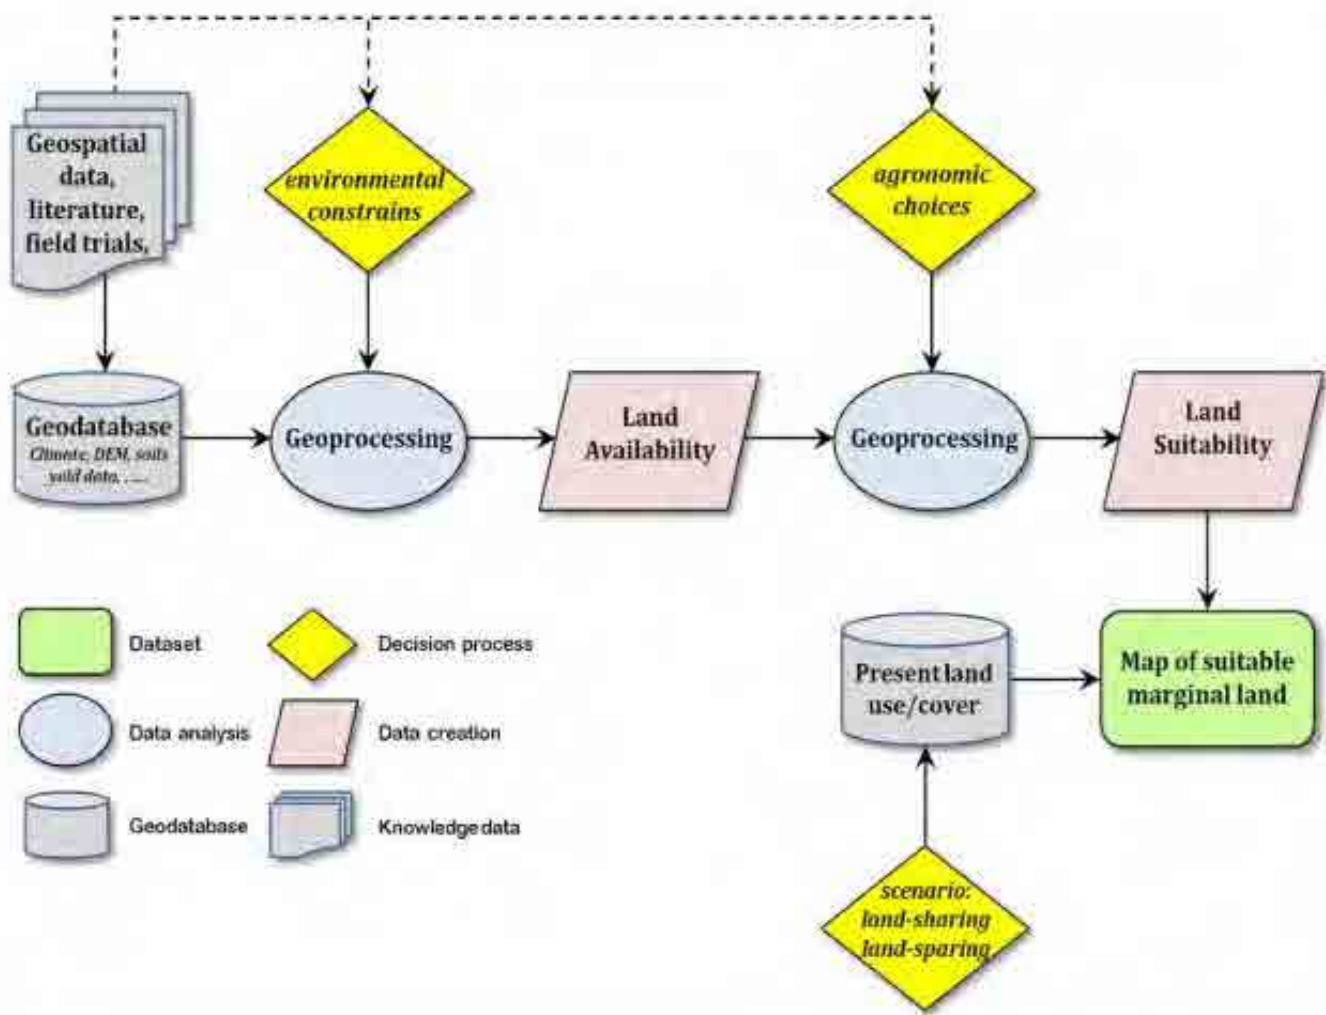 Geospatial
data,
literature,
field trials,
environmental
constrains
agronomic
choices
Geodatabase
Climate, DEM, soils
yald data, .....
Geoprocessing
Land
Availability
Geoprocessing
Land
Suitability
Dataset
Decision process
Data analysis
Data creation
Geodatabase
Knowledge data
Present land
use/cover
Map of suitable
marginal land
scenario:
land-sharing
land-sparing